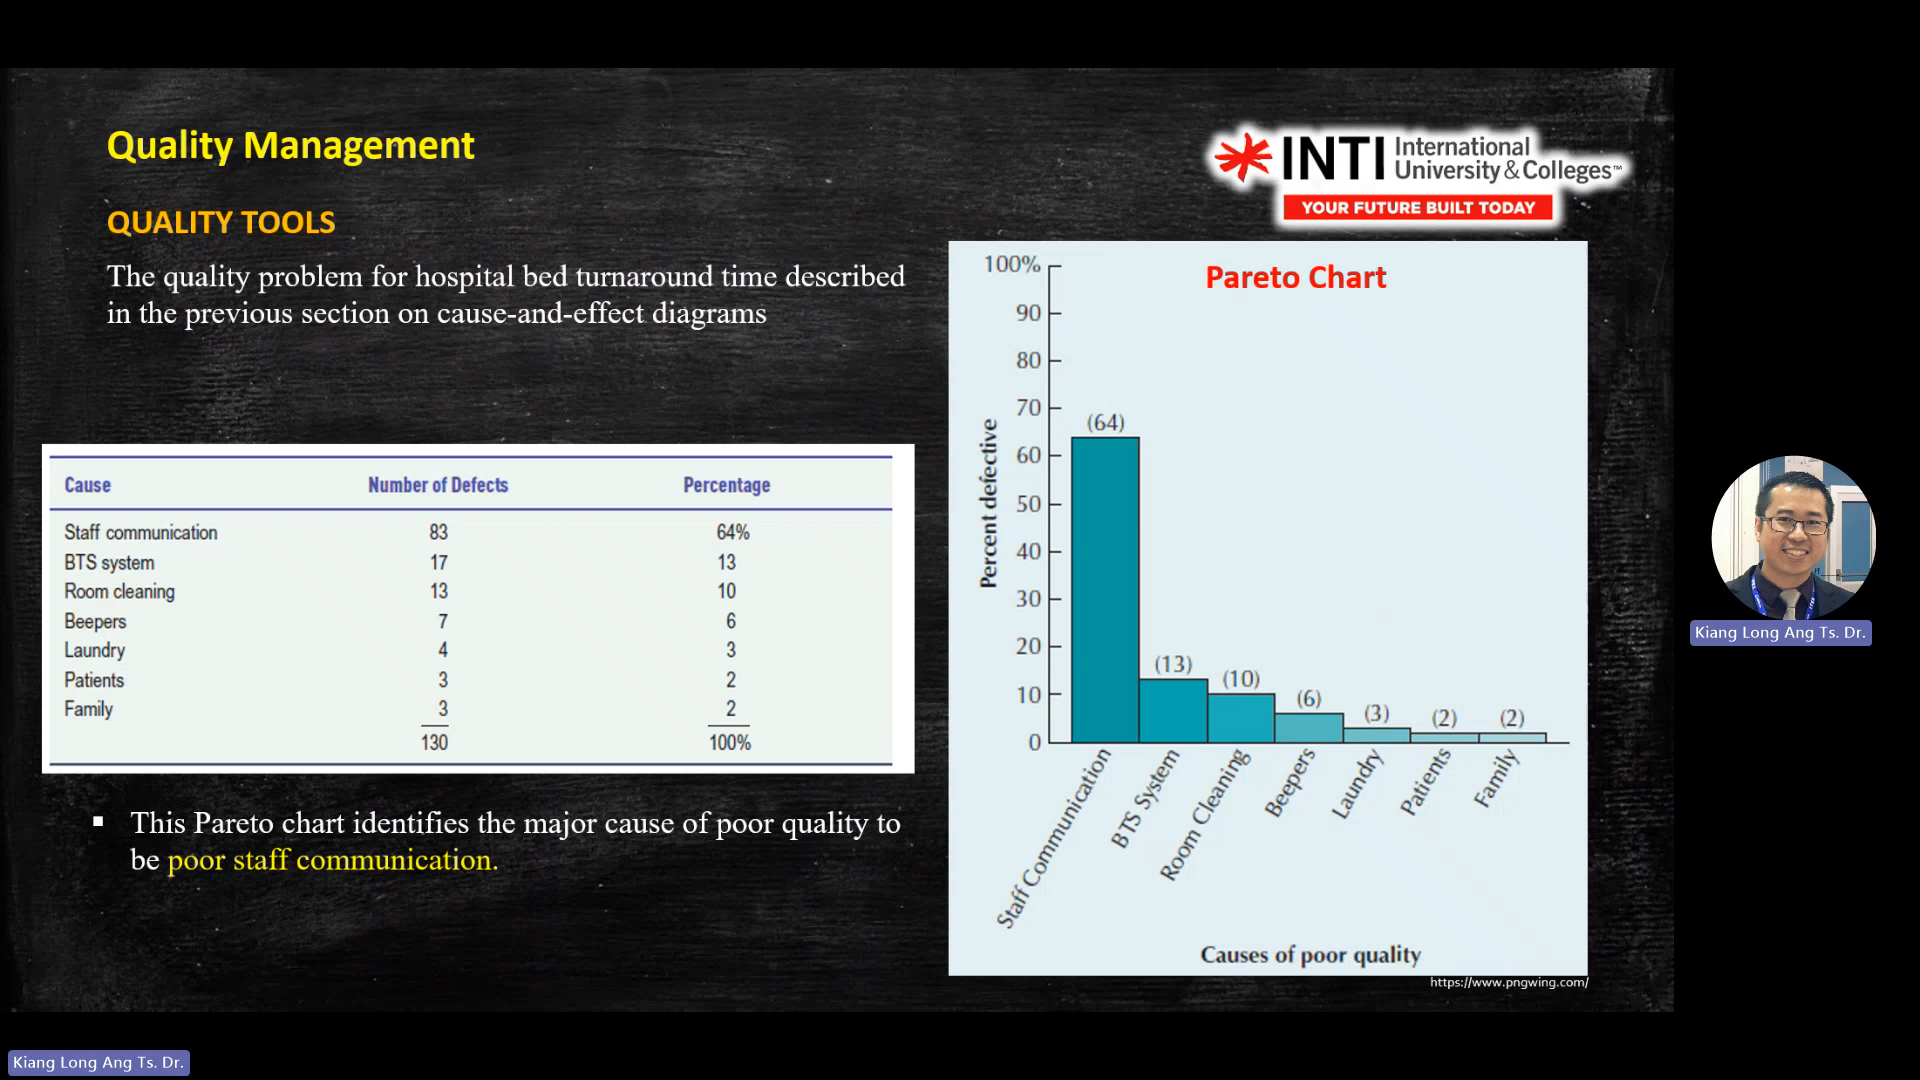 Quality Management
QUALITY TOOLS
The quality problem for hospital bed turnaround time described
in the previous section on cause-and-effect diagrams
Cause Number of Defects Percentage
Staff communication 83 64%
BTS system 17 13
Room cleaning 13 10
Beepers 7 6
Laundry 4 3
Patients 3 2
Family 3 2
130 100%
▪ This Pareto chart identifies the major cause of poor quality to
be poor staff communication.
INTI International
University & Colleges™
YOUR FUTURE BUILT TODAY
Pareto Chart
100%
90
80
70
60
50
40
30
20
10
0
Percent defective
(64)
(13)
(10)
(6)
(3)
(2)
(2)
Staff Communication
BTS System
Room Cleaning
Beepers
Laundry
Patients
Family
Causes of poor quality
https://www.pngwing.com/
Kiang Long Ang Ts. Dr.
Kiang Long Ang Ts. Dr.